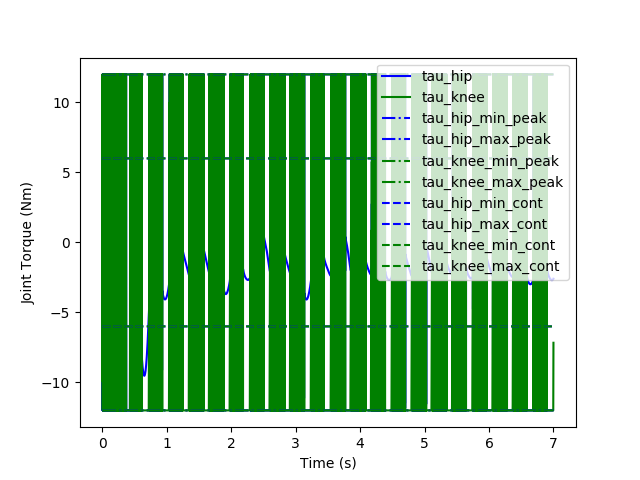 tau_hip
tau_knee
tau_hip_min_peak
tau_hip_max_peak
tau_knee_min_peak
tau_knee_max_peak
tau_hip_min_cont
tau_hip_max_cont
tau_knee_min_cont
tau_knee_max_cont
10
5
0
−5
−10
Joint Torque (Nm)
0 1 2 3 4 5 6 7
Time (s)